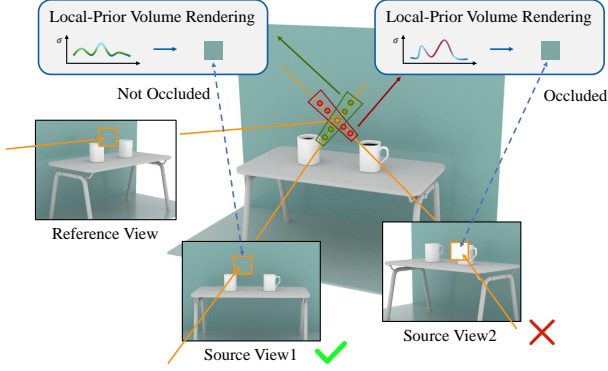 Local-Prior Volume Rendering
σ
Not Occluded
Local-Prior Volume Rendering
σ
Occluded
Reference View
Source View1
Source View2